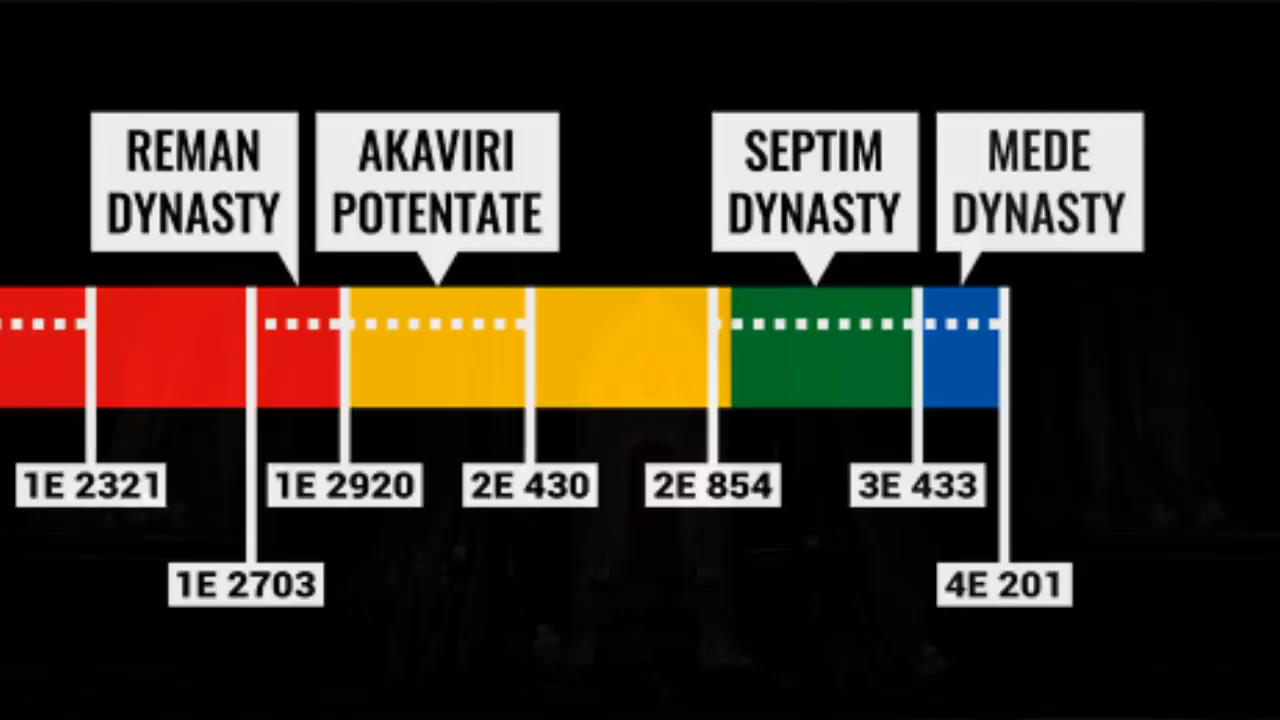 REMAN
DYNASTY
AKAVIRI
POTENTATE
SEPTIM
DYNASTY
MEDE
DYNASTY
1E 2321
1E 2920
2E 430
2E 854
3E 433
1E 2703
4E 201